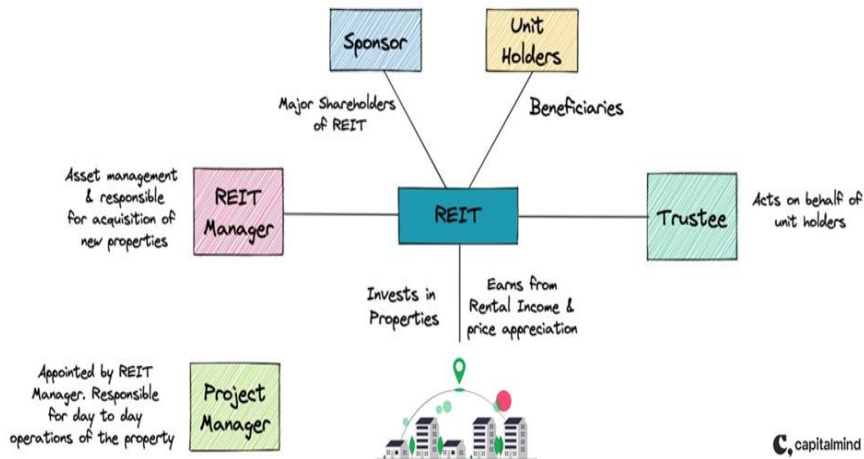 Sponsor
Unit
Holders
Major Shareholders
of REIT
Beneficiaries
Asset management
& responsible
for acquisition of
new properties
REIT
Manager
REIT
Trustee
Acts on behalf of
unit holders
Invests in
Properties
Earns from
Rental Income &
price appreciation
Appointed by REIT
Manager. Responsible
for day to day
operations of the property
Project
Manager
capitalmind